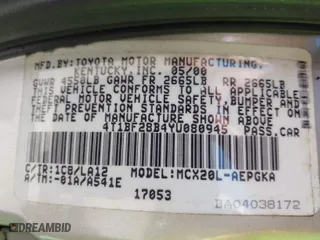 MFD.BY:TOYOTA MOTOR MANUFACTURING,
KENTUCKY,INC. 05/00
GVWR 4550LB GAWR FR 2665LB RR 2665LB
THIS VEHICLE CONFORMS TO ALL
APPLICABLE FEDERAL MOTOR VEHICLE
SAFETY, BUMPER, AND THEFT
PREVENTION STANDARDS IN EFFECT ON
THE DATE OF MANUFACTURE SHOWN ABOVE.
4T1BF28B4YU080945 PASS.CAR
C/TR:1C8/LA12 MODEL:MCX20L-AEPGKA
A/TM:-01A/A541E
17053
BA04038172
DREAMBID